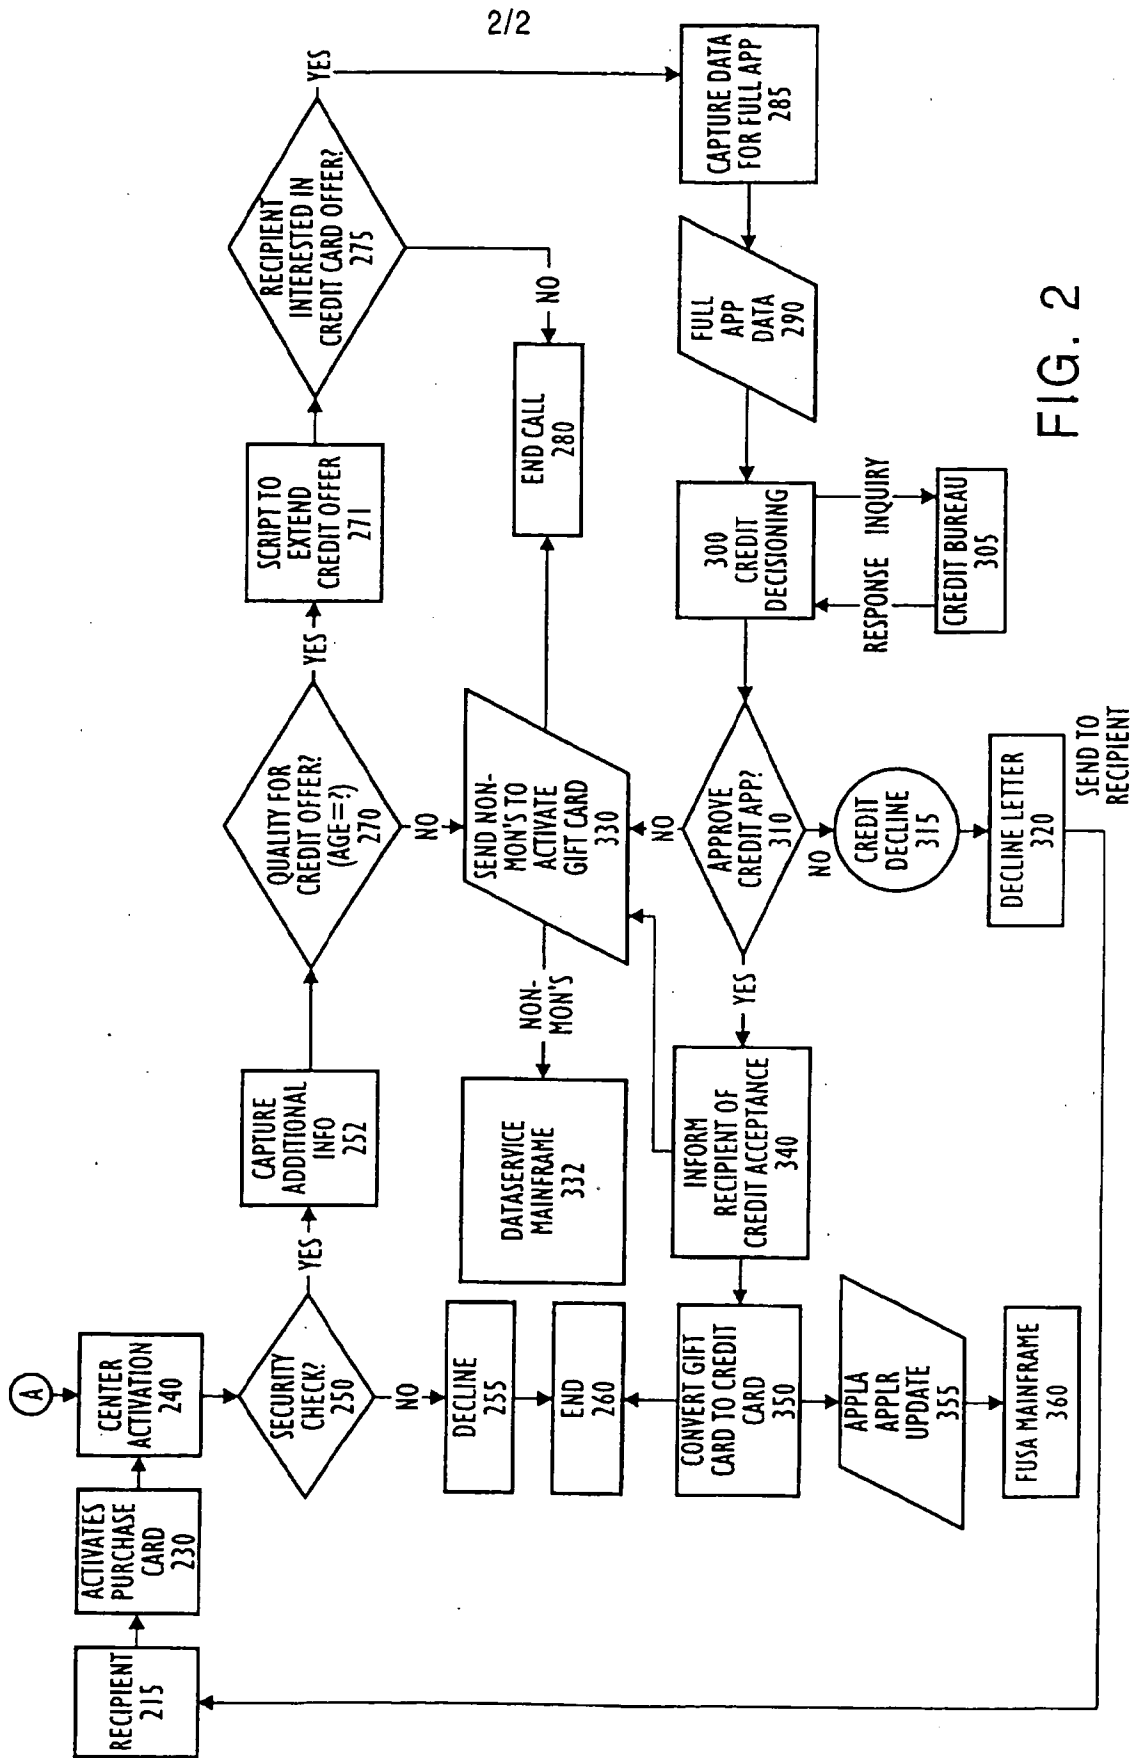 2/2
A
RECIPIENT
215
ACTIVATES
PURCHASE
CARD
230
CENTER
ACTIVATION
240
SECURITY
CHECK?
250
YES
NO
CAPTURE
ADDITIONAL
INFO
252
QUALITY FOR
CREDIT OFFER?
(AGE=?)
270
YES
NO
SCRIPT TO
EXTEND
CREDIT OFFER
271
RECIPIENT
INTERESTED IN
CREDIT CARD OFFER?
275
YES
NO
DECLINE
255
END
260
DATASERVICE
MAINFRAME
332
NON-
MON'S
SEND NON-
MON'S TO
ACTIVATE
GIFT CARD
330
END CALL
280
CONVERT GIFT
CARD TO CREDIT
CARD
350
INFORM
RECIPIENT OF
CREDIT ACCEPTANCE
340
YES
APPROVE
CREDIT APP?
310
NO
NO
300
CREDIT
DECISIONING
FULL
APP
DATA
290
CAPTURE DATA
FOR FULL APP
285
APPLA
APPLR
UPDATE
355
CREDIT
DECLINE
315
RESPONSE
INQUIRY
FUSA MAINFRAME
360
DECLINE LETTER
320
CREDIT BUREAU
305
SEND TO
RECIPIENT
FIG. 2